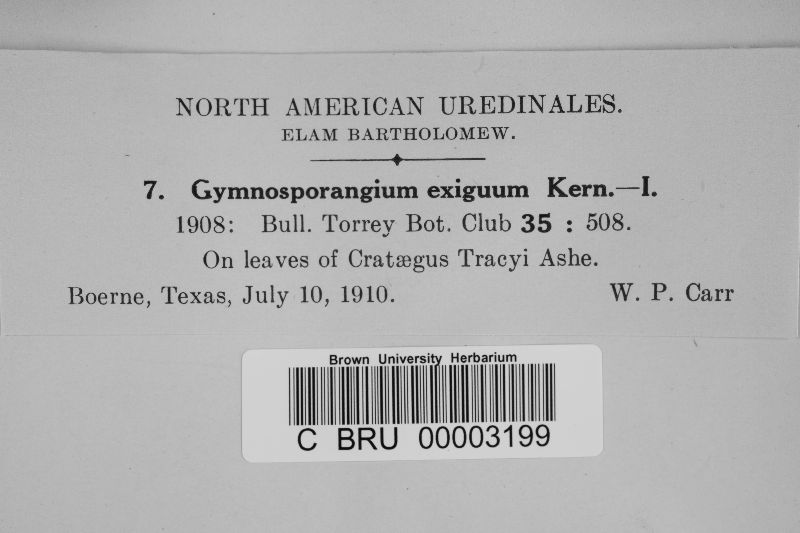 NORTH AMERICAN UREDINALES.
ELAM BARTHOLOMEW.
7. Gymnosporangium exiguum Kern.—I.
1908: Bull. Torrey Bot. Club 35 : 508.
On leaves of Cratægus Tracyi Ashe.
Boerne, Texas, July 10, 1910. W. P. Carr
Brown University Herbarium
C BRU 00003199